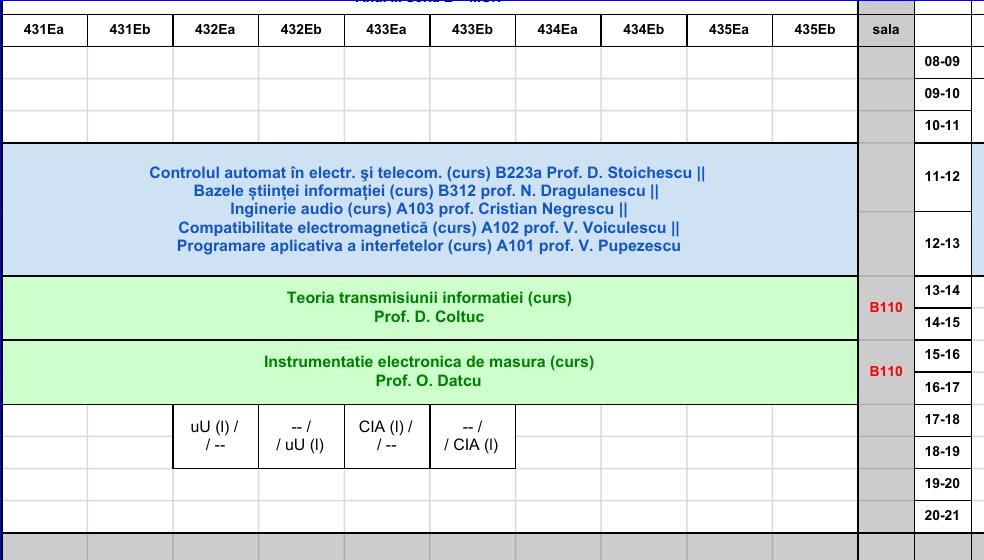 431Ea 431Eb 432Ea 432Eb 433Ea 433Eb 434Ea 434Eb 435Ea 435Eb sala
08-09
09-10
10-11
Controlul automat în electr. şi telecom. (curs) B223a Prof. D. Stoichescu ||
Bazele științei informației (curs) B312 prof. N. Dragulanescu ||
Inginerie audio (curs) A103 prof. Cristian Negrescu ||
Compatibilitate electromagnetică (curs) A102 prof. V. Voiculescu ||
Programare aplicativa a interfetelor (curs) A101 prof. V. Pupezescu
11-12
12-13
Teoria transmisiunii informatiei (curs)
Prof. D. Coltuc
B110
13-14
14-15
Instrumentatie electronica de masura (curs)
Prof. O. Datcu
B110
15-16
16-17
uU (l) /
/ --
-- /
/ uU (l)
CIA (l) /
/ --
-- /
/ CIA (l)
17-18
18-19
19-20
20-21